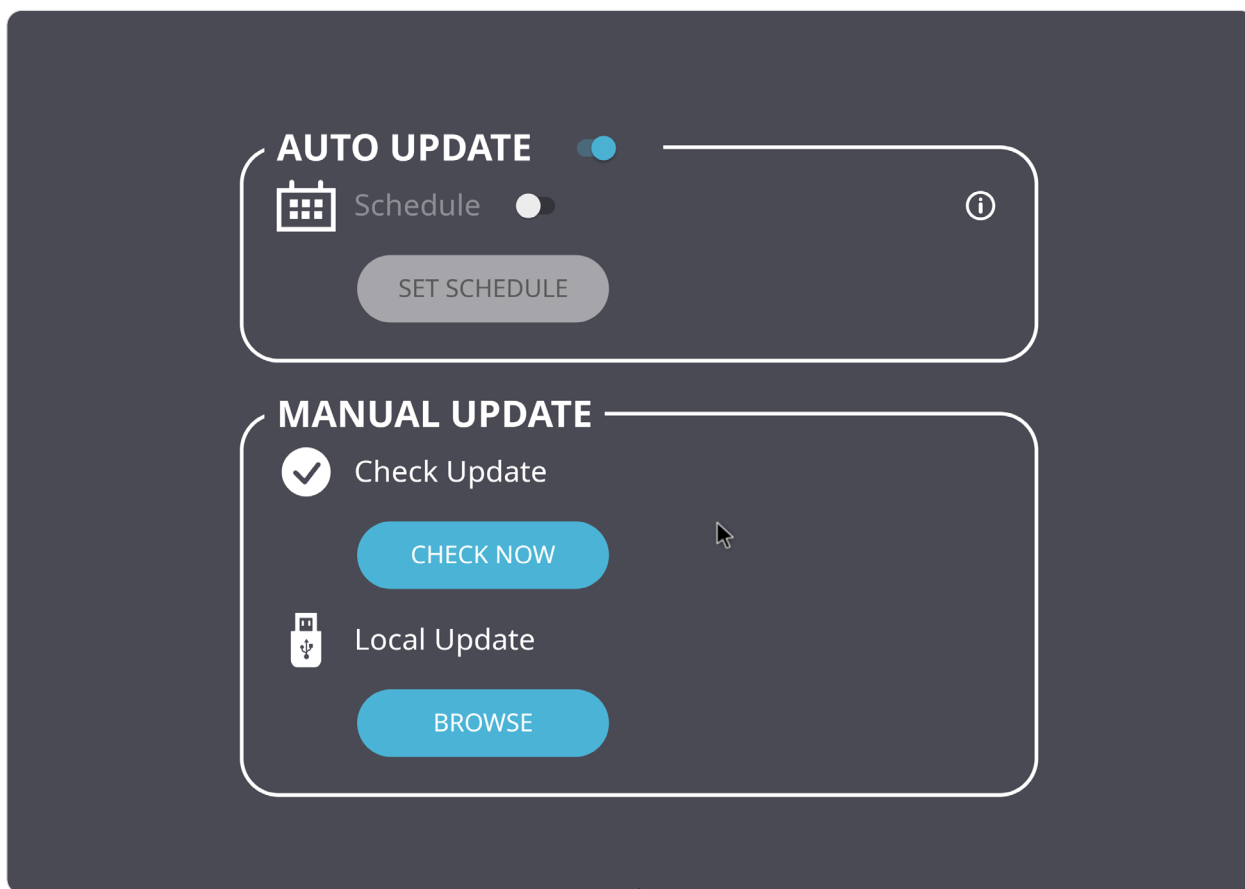 AUTO UPDATE
Schedule
SET SCHEDULE
MANUAL UPDATE
Check Update
CHECK NOW
Local Update
BROWSE